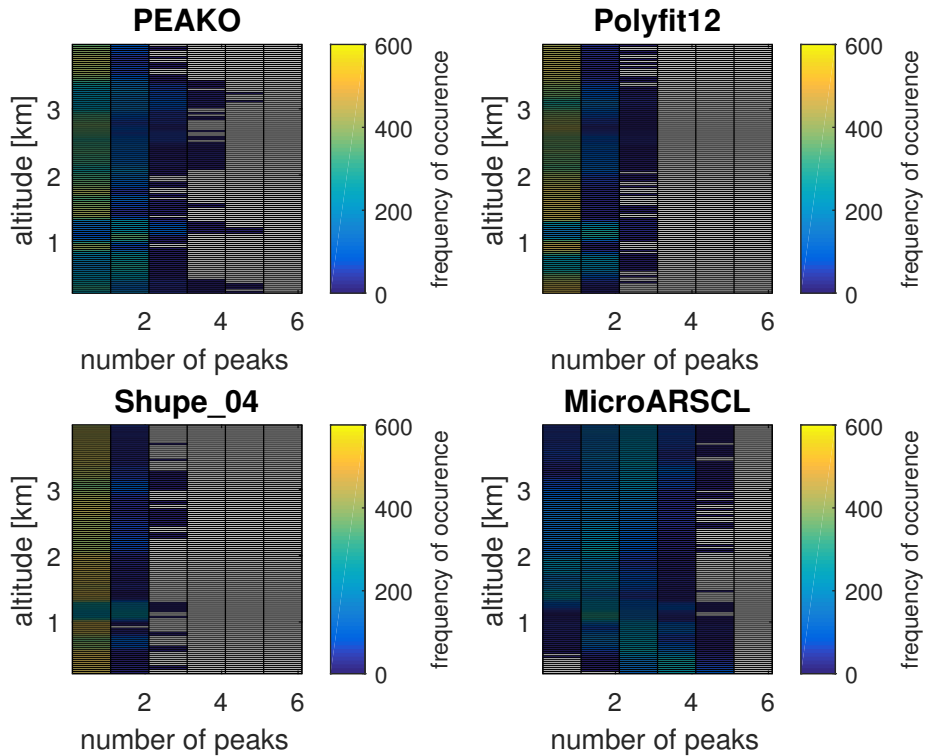 PEAKO
altitude [km]
3
2
1
2 4 6
number of peaks
600
400
200
0
frequency of occurence
Polyfit12
altitude [km]
3
2
1
2 4 6
number of peaks
600
400
200
0
frequency of occurence
Shupe_04
altitude [km]
3
2
1
2 4 6
number of peaks
600
400
200
0
frequency of occurence
MicroARSCL
altitude [km]
3
2
1
2 4 6
number of peaks
600
400
200
0
frequency of occurence